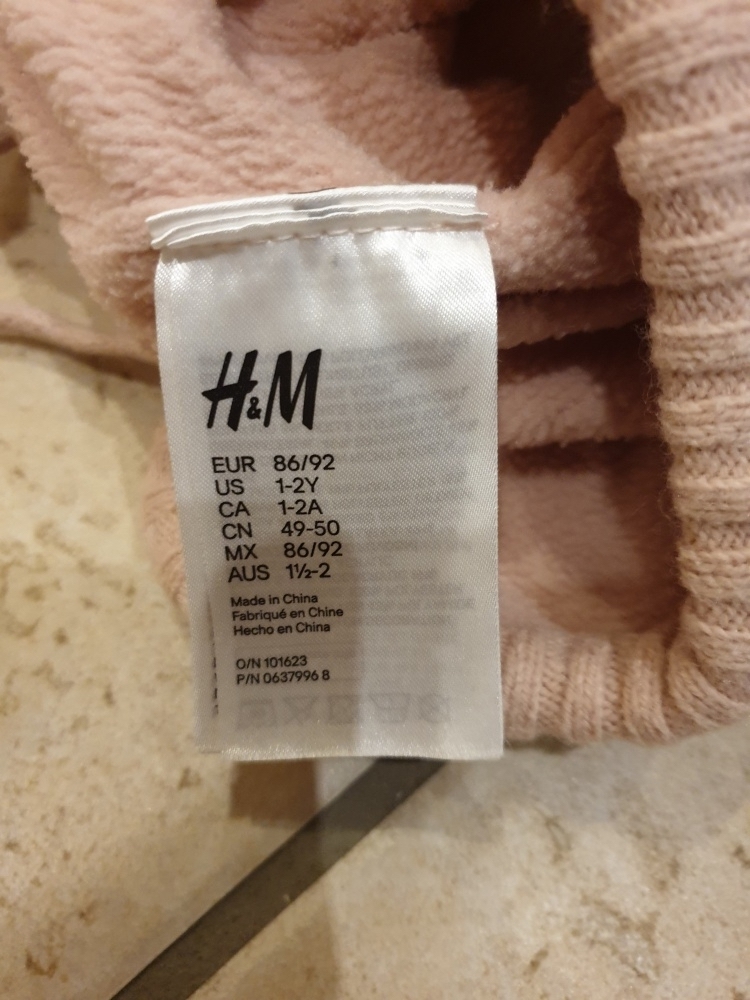 H&M
EUR 86/92
US 1-2Y
CA 1-2A
CN 49-50
MX 86/92
AUS 1½-2
Made in China
Fabriqué en Chine
Hecho en China
O/N 101623
P/N 0637996 8